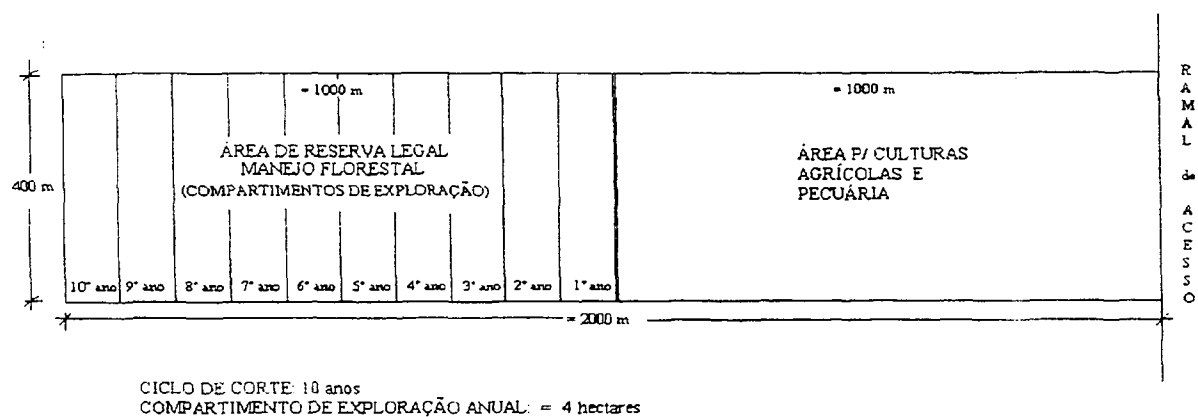 = 1000 m
= 1000 m
ÁREA DE RESERVA LEGAL
MANEJO FLORESTAL
(COMPARTIMENTOS DE EXPLORAÇÃO)
ÁREA P/ CULTURAS
AGRÍCOLAS E
PECUÁRIA
400 m
10° ano 9° ano 8° ano 7° ano 6° ano 5° ano 4° ano 3° ano 2° ano 1° ano
= 2000 m
RAMAL de ACESSO
CICLO DE CORTE: 10 anos
COMPARTIMENTO DE EXPLORAÇÃO ANUAL: = 4 hectares